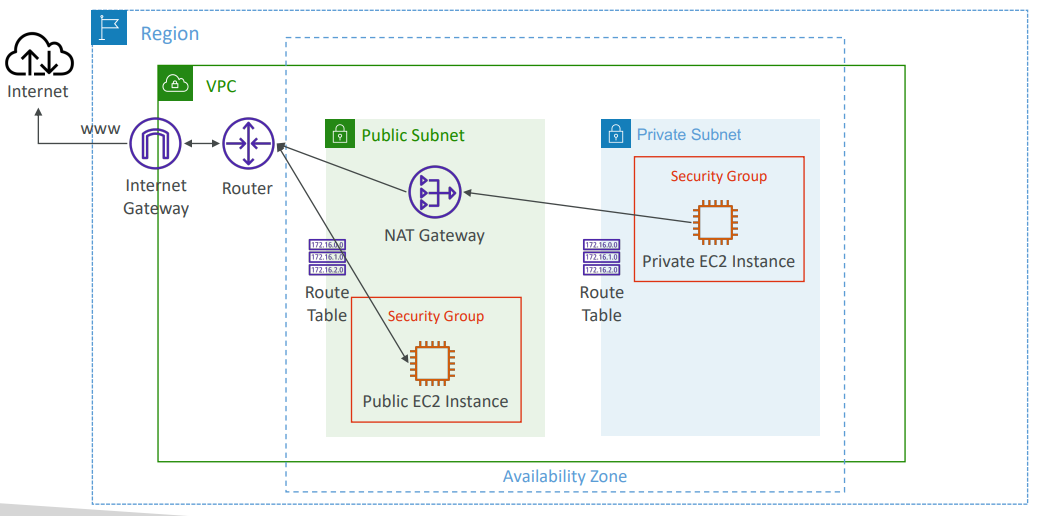 Region
Internet
VPC
www
Internet
Gateway
Router
Public Subnet
NAT Gateway
172.16.0.0
172.16.1.0
172.16.2.0
Route
Table
Security Group
Public EC2 Instance
Private Subnet
Security Group
Private EC2 Instance
172.16.0.0
172.16.1.0
172.16.2.0
Route
Table
Availability Zone